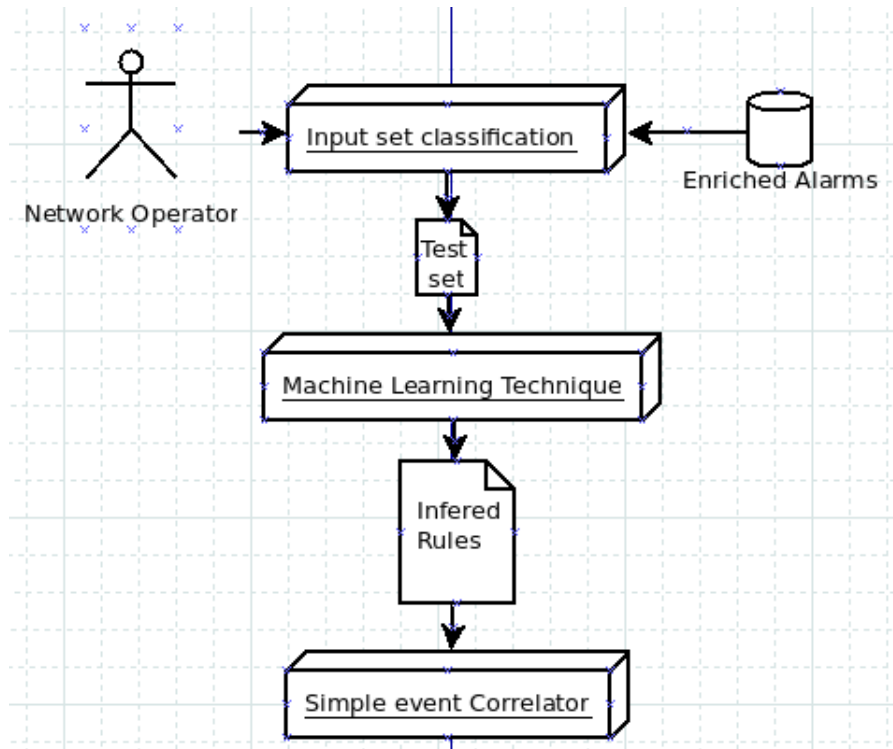 Input set classification
Network Operator
Enriched Alarms
Test
set
Machine Learning Technique
Infered
Rules
Simple event Correlator